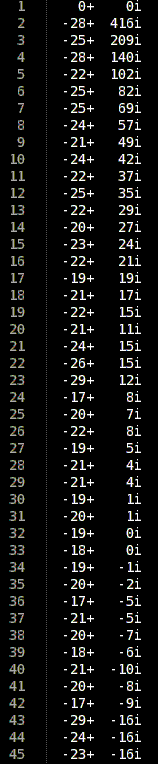 1 0+ 0i
2 -28+ 416i
3 -25+ 209i
4 -28+ 140i
5 -22+ 102i
6 -25+ 82i
7 -25+ 69i
8 -24+ 57i
9 -21+ 49i
10 -24+ 42i
11 -22+ 37i
12 -25+ 35i
13 -22+ 29i
14 -20+ 27i
15 -23+ 24i
16 -22+ 21i
17 -19+ 19i
18 -21+ 17i
19 -22+ 15i
20 -21+ 11i
21 -24+ 15i
22 -26+ 15i
23 -29+ 12i
24 -17+ 8i
25 -20+ 7i
26 -22+ 8i
27 -19+ 5i
28 -21+ 4i
29 -21+ 4i
30 -19+ 1i
31 -20+ 1i
32 -19+ 0i
33 -18+ 0i
34 -19+ -1i
35 -20+ -2i
36 -17+ -5i
37 -21+ -5i
38 -20+ -7i
39 -18+ -6i
40 -21+ -10i
41 -20+ -8i
42 -17+ -9i
43 -29+ -16i
44 -24+ -16i
45 -23+ -16i